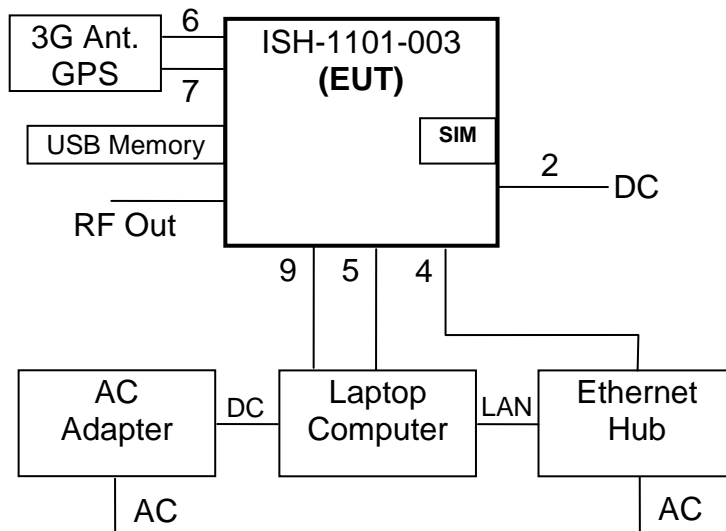 6
3G Ant.
GPS
7
ISH-1101-003
(EUT)
USB Memory
SIM
2
DC
RF Out
9
5
4
AC
Adapter
DC
Laptop
Computer
LAN
Ethernet
Hub
AC
AC